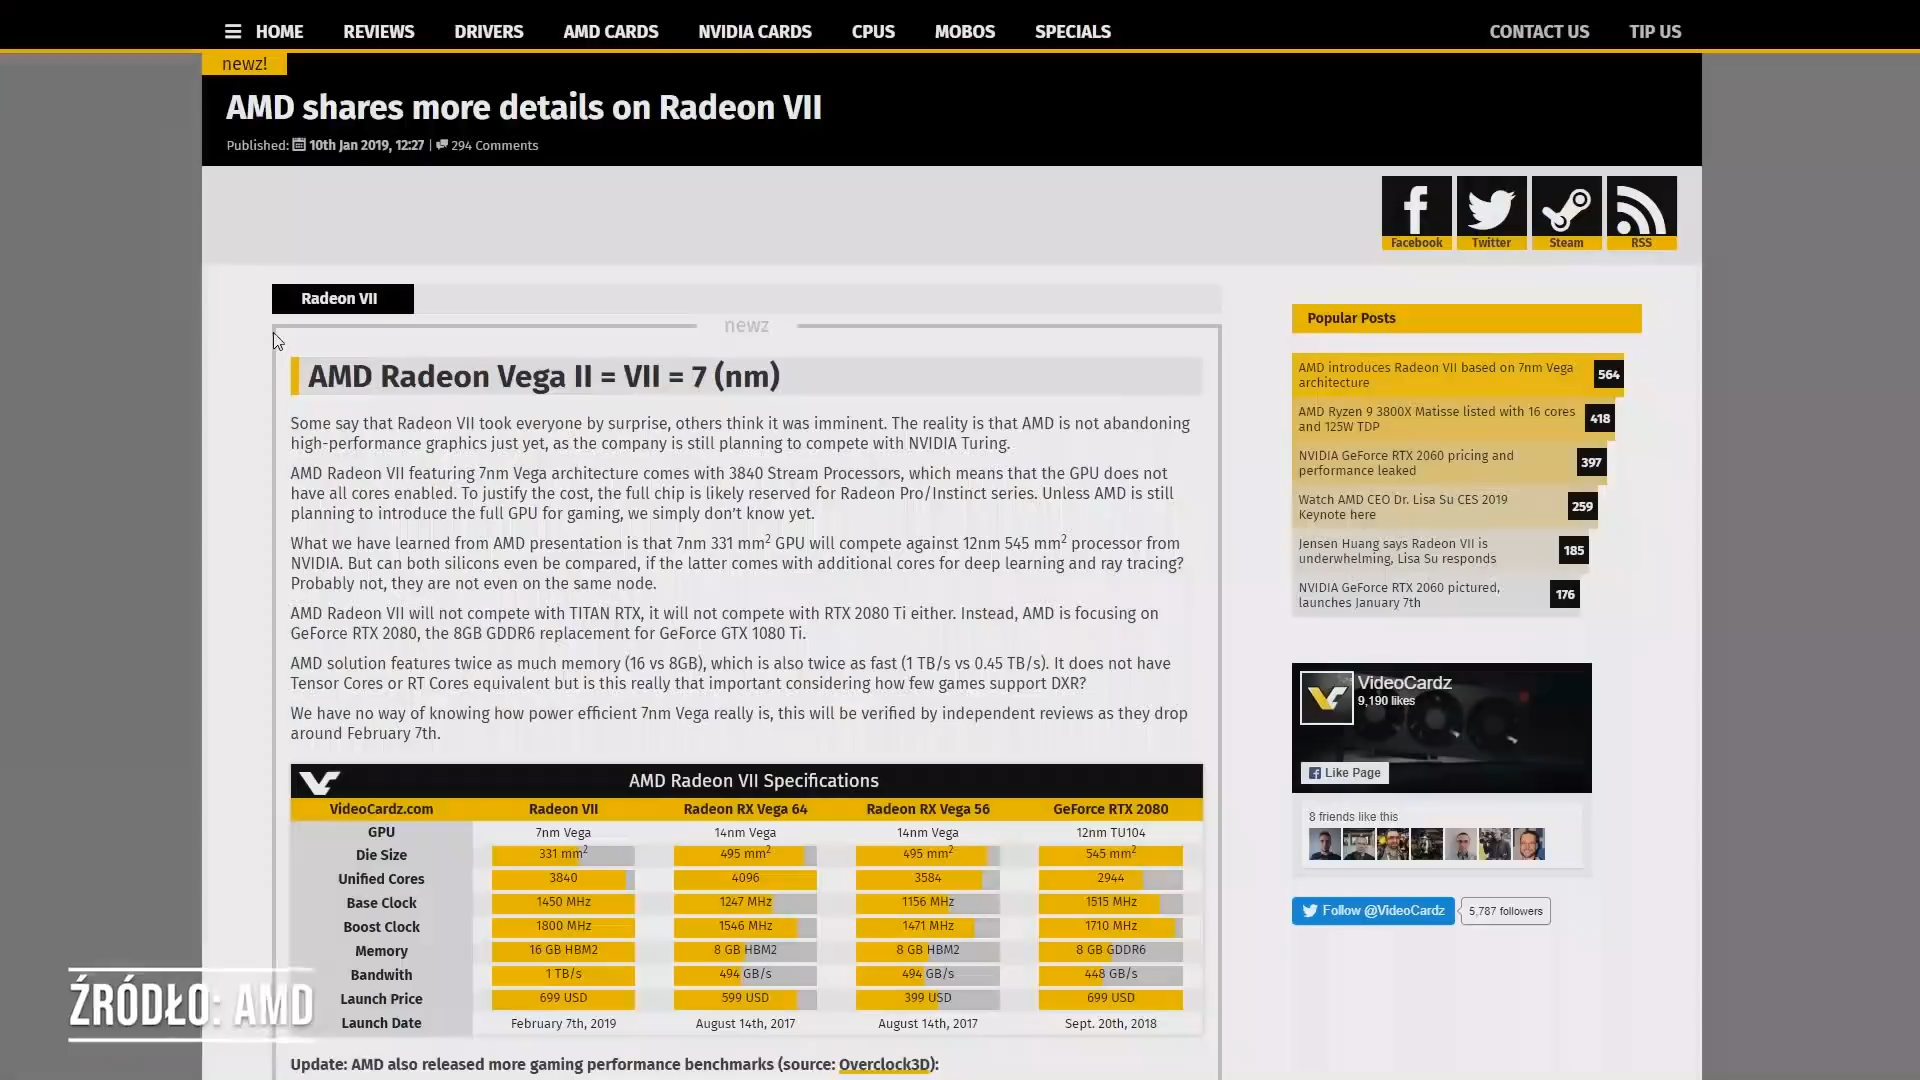 HOME REVIEWS DRIVERS AMD CARDS NVIDIA CARDS CPUS MOBOS SPECIALS CONTACT US TIP US
newz!
AMD shares more details on Radeon VII
Published: 10th Jan 2019, 12:27 | 294 Comments
Facebook Twitter Steam RSS
Radeon VII
newz
AMD Radeon Vega II = VII = 7 (nm)
Some say that Radeon VII took everyone by surprise, others think it was imminent. The reality is that AMD is not abandoning
high-performance graphics just yet, as the company is still planning to compete with NVIDIA Turing.
AMD Radeon VII featuring 7nm Vega architecture comes with 3840 Stream Processors, which means that the GPU does not
have all cores enabled. To justify the cost, the full chip is likely reserved for Radeon Pro/Instinct series. Unless AMD is still
planning to introduce the full GPU for gaming, we simply don’t know yet.
What we have learned from AMD presentation is that 7nm 331 mm² GPU will compete against 12nm 545 mm² processor from
NVIDIA. But can both silicons even be compared, if the latter comes with additional cores for deep learning and ray tracing?
Probably not, they are not even on the same node.
AMD Radeon VII will not compete with TITAN RTX, it will not compete with RTX 2080 Ti either. Instead, AMD is focusing on
GeForce RTX 2080, the 8GB GDDR6 replacement for GeForce GTX 1080 Ti.
AMD solution features twice as much memory (16 vs 8GB), which is also twice as fast (1 TB/s vs 0.45 TB/s). It does not have
Tensor Cores or RT Cores equivalent but is this really that important considering how few games support DXR?
We have no way of knowing how power efficient 7nm Vega really is, this will be verified by independent reviews as they drop
around February 7th.
AMD Radeon VII Specifications
VideoCardz.com Radeon VII Radeon RX Vega 64 Radeon RX Vega 56 GeForce RTX 2080
GPU 7nm Vega 14nm Vega 14nm Vega 12nm TU104
Die Size 331 mm² 495 mm² 495 mm² 545 mm²
Unified Cores 3840 4096 3584 2944
Base Clock 1450 MHz 1247 MHz 1156 MHz 1515 MHz
Boost Clock 1800 MHz 1546 MHz 1471 MHz 1710 MHz
Memory 16 GB HBM2 8 GB HBM2 8 GB HBM2 8 GB GDDR6
Bandwith 1 TB/s 494 GB/s 494 GB/s 448 GB/s
Launch Price 699 USD 599 USD 399 USD 699 USD
Launch Date February 7th, 2019 August 14th, 2017 August 14th, 2017 Sept. 20th, 2018
Update: AMD also released more gaming performance benchmarks (source: Overclock3D):
Popular Posts
AMD introduces Radeon VII based on 7nm Vega
architecture
564
AMD Ryzen 9 3800X Matisse listed with 16 cores
and 125W TDP
418
NVIDIA GeForce RTX 2060 pricing and
performance leaked
397
Watch AMD CEO Dr. Lisa Su CES 2019
Keynote here
259
Jensen Huang says Radeon VII is
underwhelming, Lisa Su responds
185
NVIDIA GeForce RTX 2060 pictured,
launches January 7th
176
VideoCardz
9,190 likes
Like Page
8 friends like this
Follow @VideoCardz 5,787 followers
ŹRÓDŁO: AMD